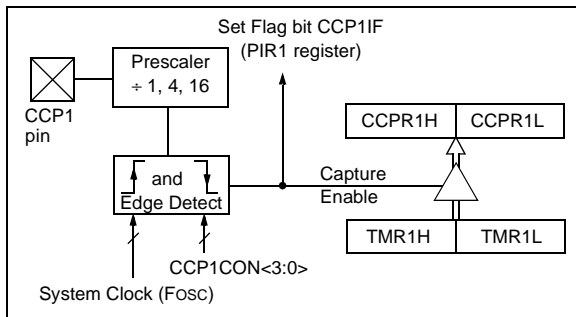 Set Flag bit CCP1IF
(PIR1 register)
Prescaler
÷ 1, 4, 16
CCP1
pin
CCPR1H CCPR1L
and
Edge Detect
Capture
Enable
TMR1H TMR1L
CCP1CON<3:0>
System Clock (FOSC)